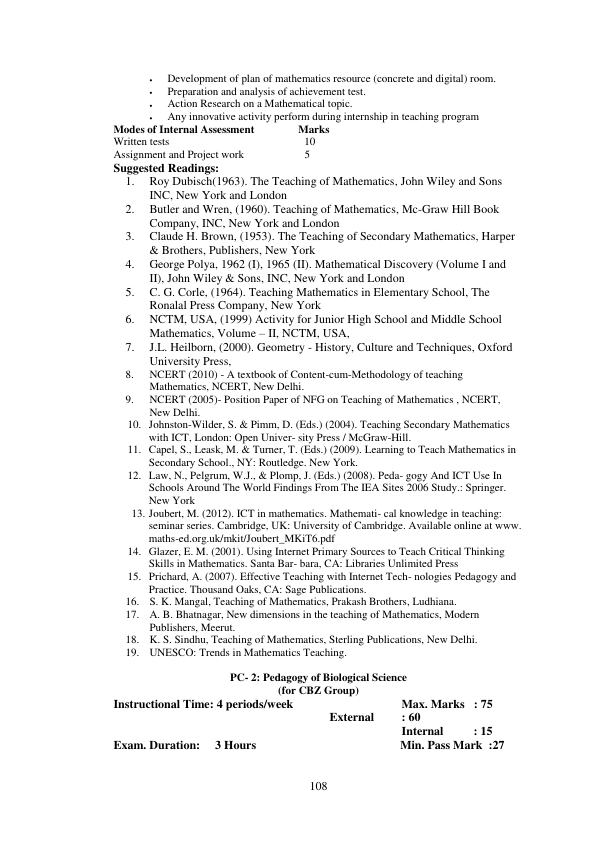 • Development of plan of mathematics resource (concrete and digital) room.
• Preparation and analysis of achievement test.
• Action Research on a Mathematical topic.
• Any innovative activity perform during internship in teaching program
Modes of Internal Assessment Marks
Written tests 10
Assignment and Project work 5
Suggested Readings:
1. Roy Dubisch(1963). The Teaching of Mathematics, John Wiley and Sons
INC, New York and London
2. Butler and Wren, (1960). Teaching of Mathematics, Mc-Graw Hill Book
Company, INC, New York and London
3. Claude H. Brown, (1953). The Teaching of Secondary Mathematics, Harper
& Brothers, Publishers, New York
4. George Polya, 1962 (I), 1965 (II). Mathematical Discovery (Volume I and
II), John Wiley & Sons, INC, New York and London
5. C. G. Corle, (1964). Teaching Mathematics in Elementary School, The
Ronalal Press Company, New York
6. NCTM, USA, (1999) Activity for Junior High School and Middle School
Mathematics, Volume – II, NCTM, USA,
7. J.L. Heilborn, (2000). Geometry - History, Culture and Techniques, Oxford
University Press,
8. NCERT (2010) - A textbook of Content-cum-Methodology of teaching
Mathematics, NCERT, New Delhi.
9. NCERT (2005)- Position Paper of NFG on Teaching of Mathematics , NCERT,
New Delhi.
10. Johnston-Wilder, S. & Pimm, D. (Eds.) (2004). Teaching Secondary Mathematics
with ICT, London: Open Univer- sity Press / McGraw-Hill.
11. Capel, S., Leask, M. & Turner, T. (Eds.) (2009). Learning to Teach Mathematics in
Secondary School., NY: Routledge. New York.
12. Law, N., Pelgrum, W.J., & Plomp, J. (Eds.) (2008). Peda- gogy And ICT Use In
Schools Around The World Findings From The IEA Sites 2006 Study.: Springer.
New York
13. Joubert, M. (2012). ICT in mathematics. Mathemati- cal knowledge in teaching:
seminar series. Cambridge, UK: University of Cambridge. Available online at www.
maths-ed.org.uk/mkit/Joubert_MKiT6.pdf
14. Glazer, E. M. (2001). Using Internet Primary Sources to Teach Critical Thinking
Skills in Mathematics. Santa Bar- bara, CA: Libraries Unlimited Press
15. Prichard, A. (2007). Effective Teaching with Internet Tech- nologies Pedagogy and
Practice. Thousand Oaks, CA: Sage Publications.
16. S. K. Mangal, Teaching of Mathematics, Prakash Brothers, Ludhiana.
17. A. B. Bhatnagar, New dimensions in the teaching of Mathematics, Modern
Publishers, Meerut.
18. K. S. Sindhu, Teaching of Mathematics, Sterling Publications, New Delhi.
19. UNESCO: Trends in Mathematics Teaching.
PC- 2: Pedagogy of Biological Science
(for CBZ Group)
Instructional Time: 4 periods/week Max. Marks : 75
External : 60
Internal : 15
Exam. Duration: 3 Hours Min. Pass Mark :27
108